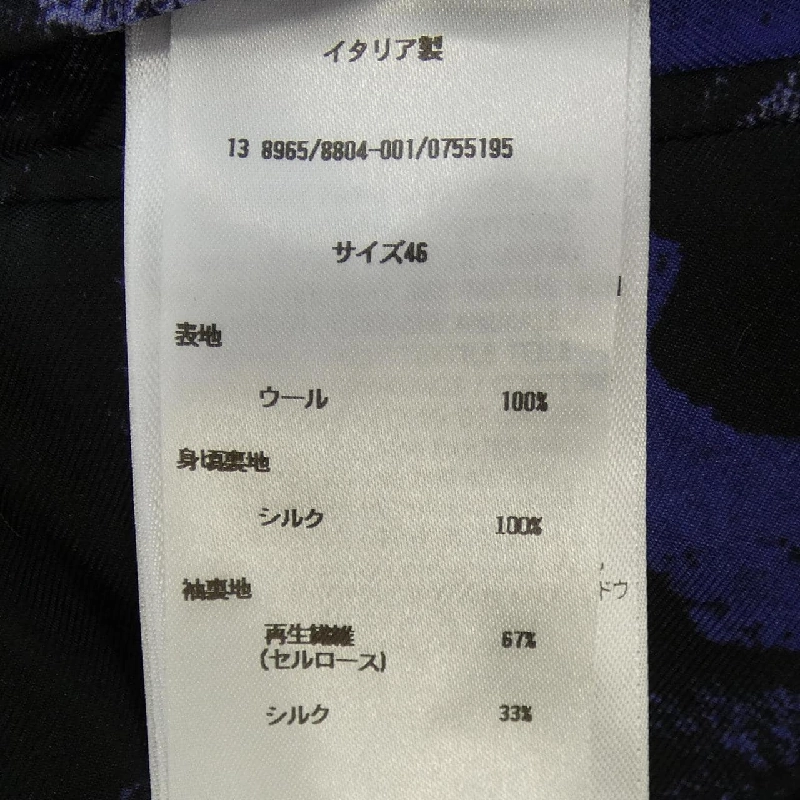 イタリア製
13 8965/8804-001/0755195
サイズ46
表地
ウール 100%
身頃裏地
シルク 100%
袖裏地
ドウ
再生繊維 67%
(セルロース)
シルク 33%